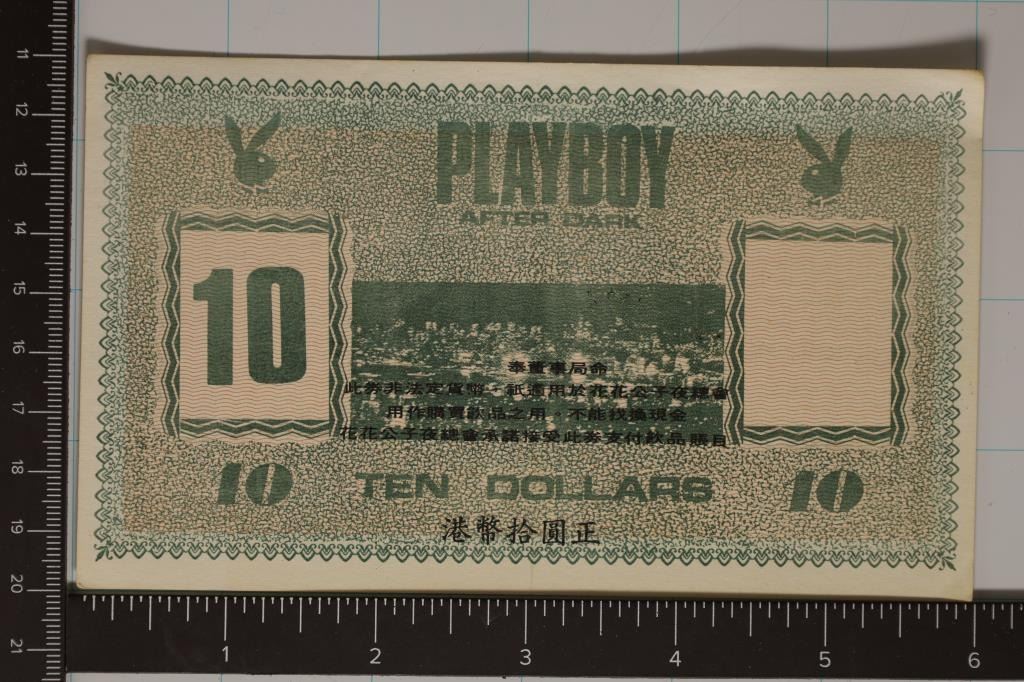 PLAYBOY
AFTER DARK
10
奉董事局命
此券非法定貨幣，祇適用於花花公子夜總會
用作購買飲品之用。不能找換現金
花花公子夜總會承諾接受此券支付飲品賬目
10 TEN DOLLARS 10
港幣拾圓正
11
12
13
14
15
16
17
18
19
20
21
1 2 3 4 5 6